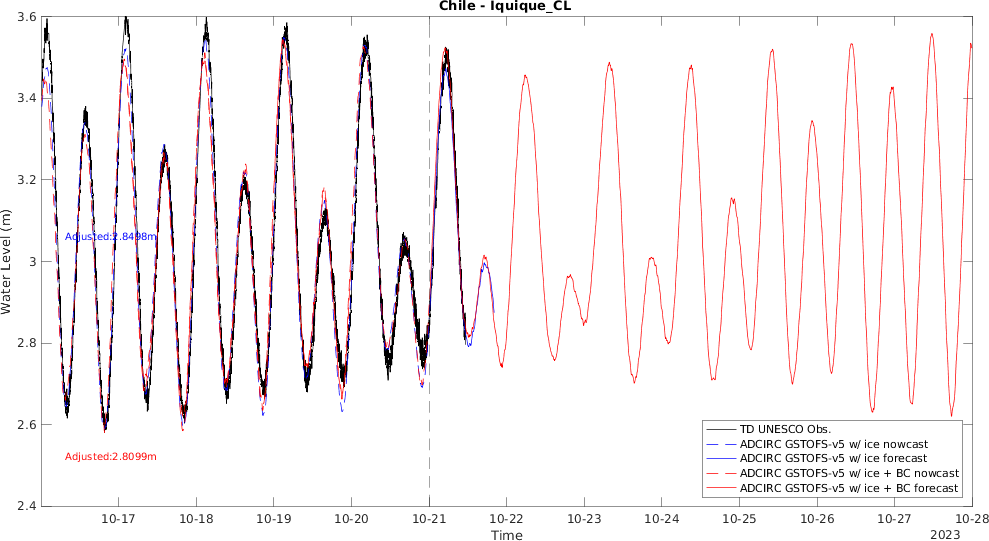 Chile - Iquique_CL
3.6
3.4
3.2
3
2.8
2.6
2.4
Water Level (m)
Adjusted:2.8498m
Adjusted:2.8099m
TD UNESCO Obs.
ADCIRC GSTOFS-v5 w/ ice nowcast
ADCIRC GSTOFS-v5 w/ ice forecast
ADCIRC GSTOFS-v5 w/ ice + BC nowcast
ADCIRC GSTOFS-v5 w/ ice + BC forecast
10-17 10-18 10-19 10-20 10-21 10-22 10-23 10-24 10-25 10-26 10-27 10-28
Time 2023